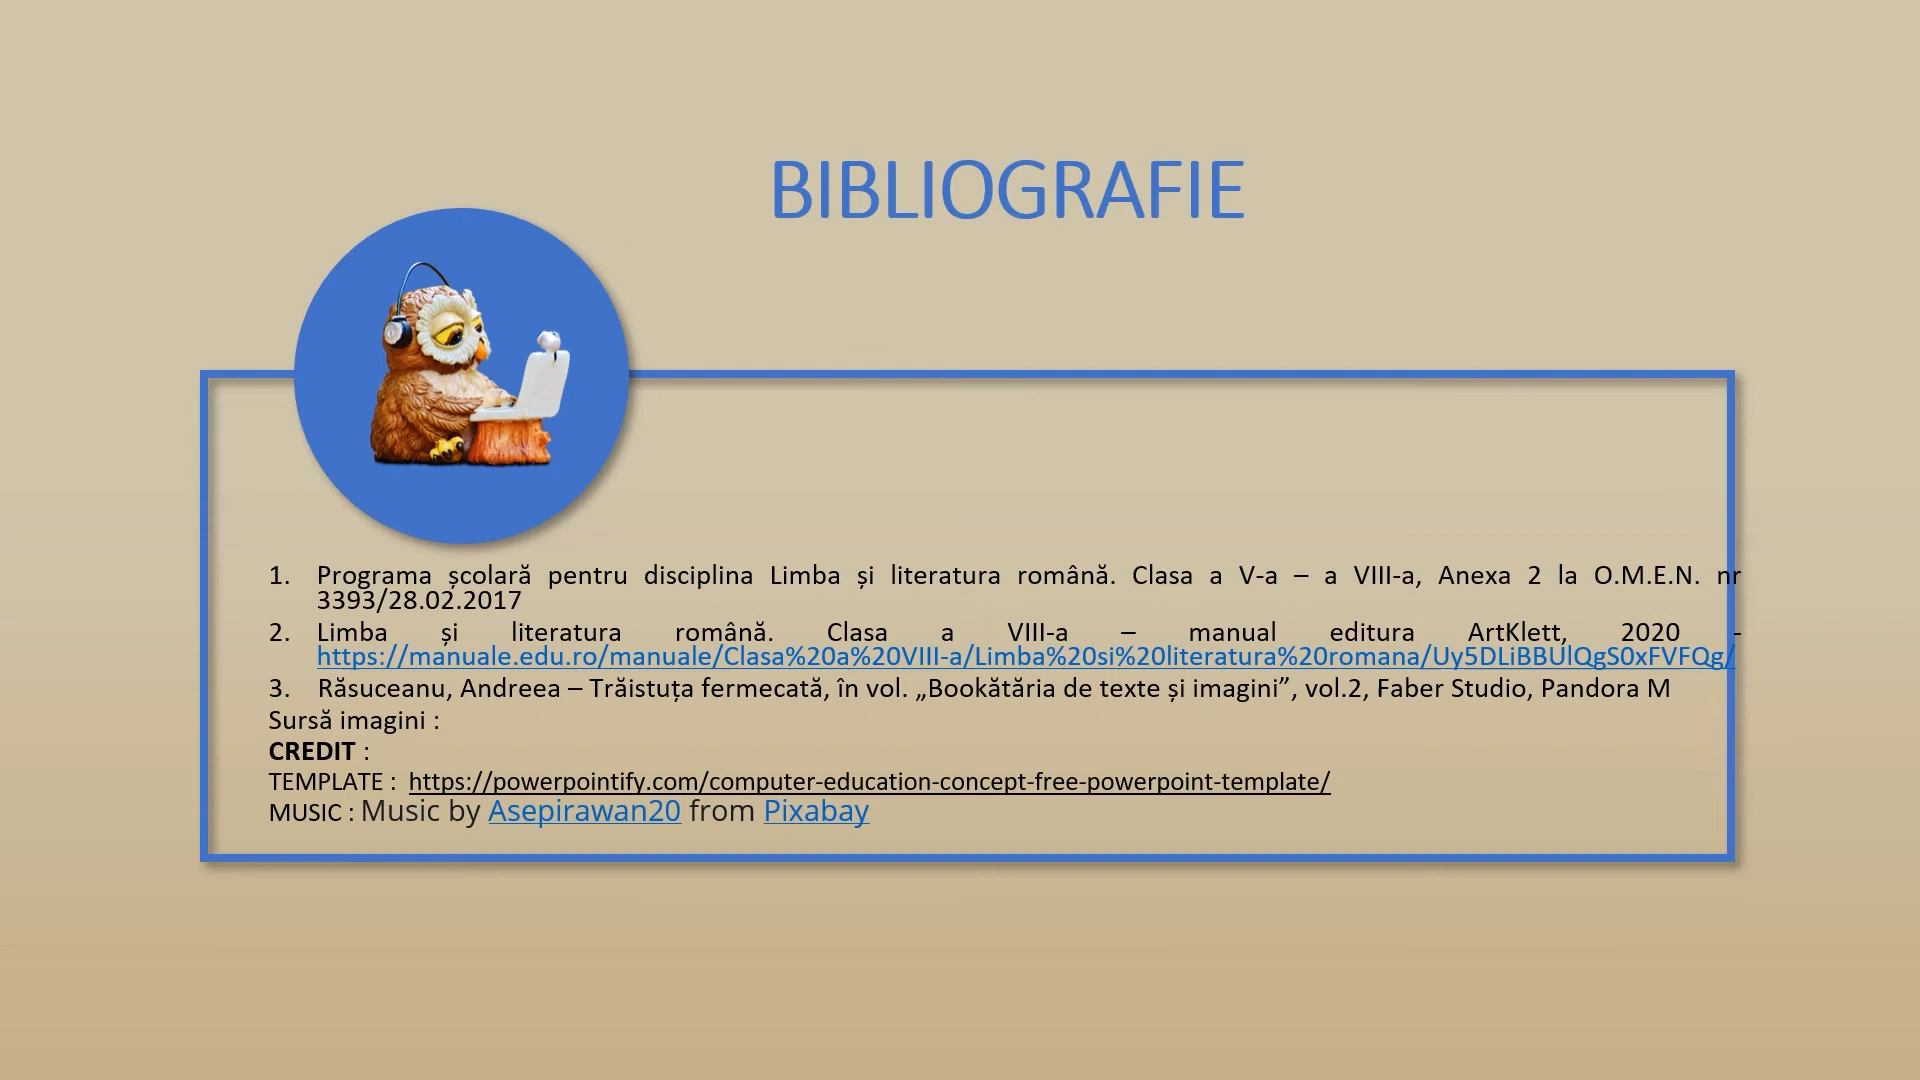 BIBLIOGRAFIE
1. Programa școlară pentru disciplina Limba și literatura română. Clasa a V-a – a VIII-a, Anexa 2 la O.M.E.N. nr
3393/28.02.2017
2. Limba și literatura română. Clasa a VIII-a – manual editura ArtKlett, 2020 -
https://manuale.edu.ro/manuale/Clasa%20a%20VIII-a/Limba%20si%20literatura%20romana/Uy5DLiBBUlQgS0xFVFQg/
3. Răsuceanu, Andreea – Trăistuța fermecată, în vol. „Bookătăria de texte și imagini”, vol.2, Faber Studio, Pandora M
Sursă imagini :
CREDIT :
TEMPLATE : https://powerpointify.com/computer-education-concept-free-powerpoint-template/
MUSIC : Music by Asepirawan20 from Pixabay